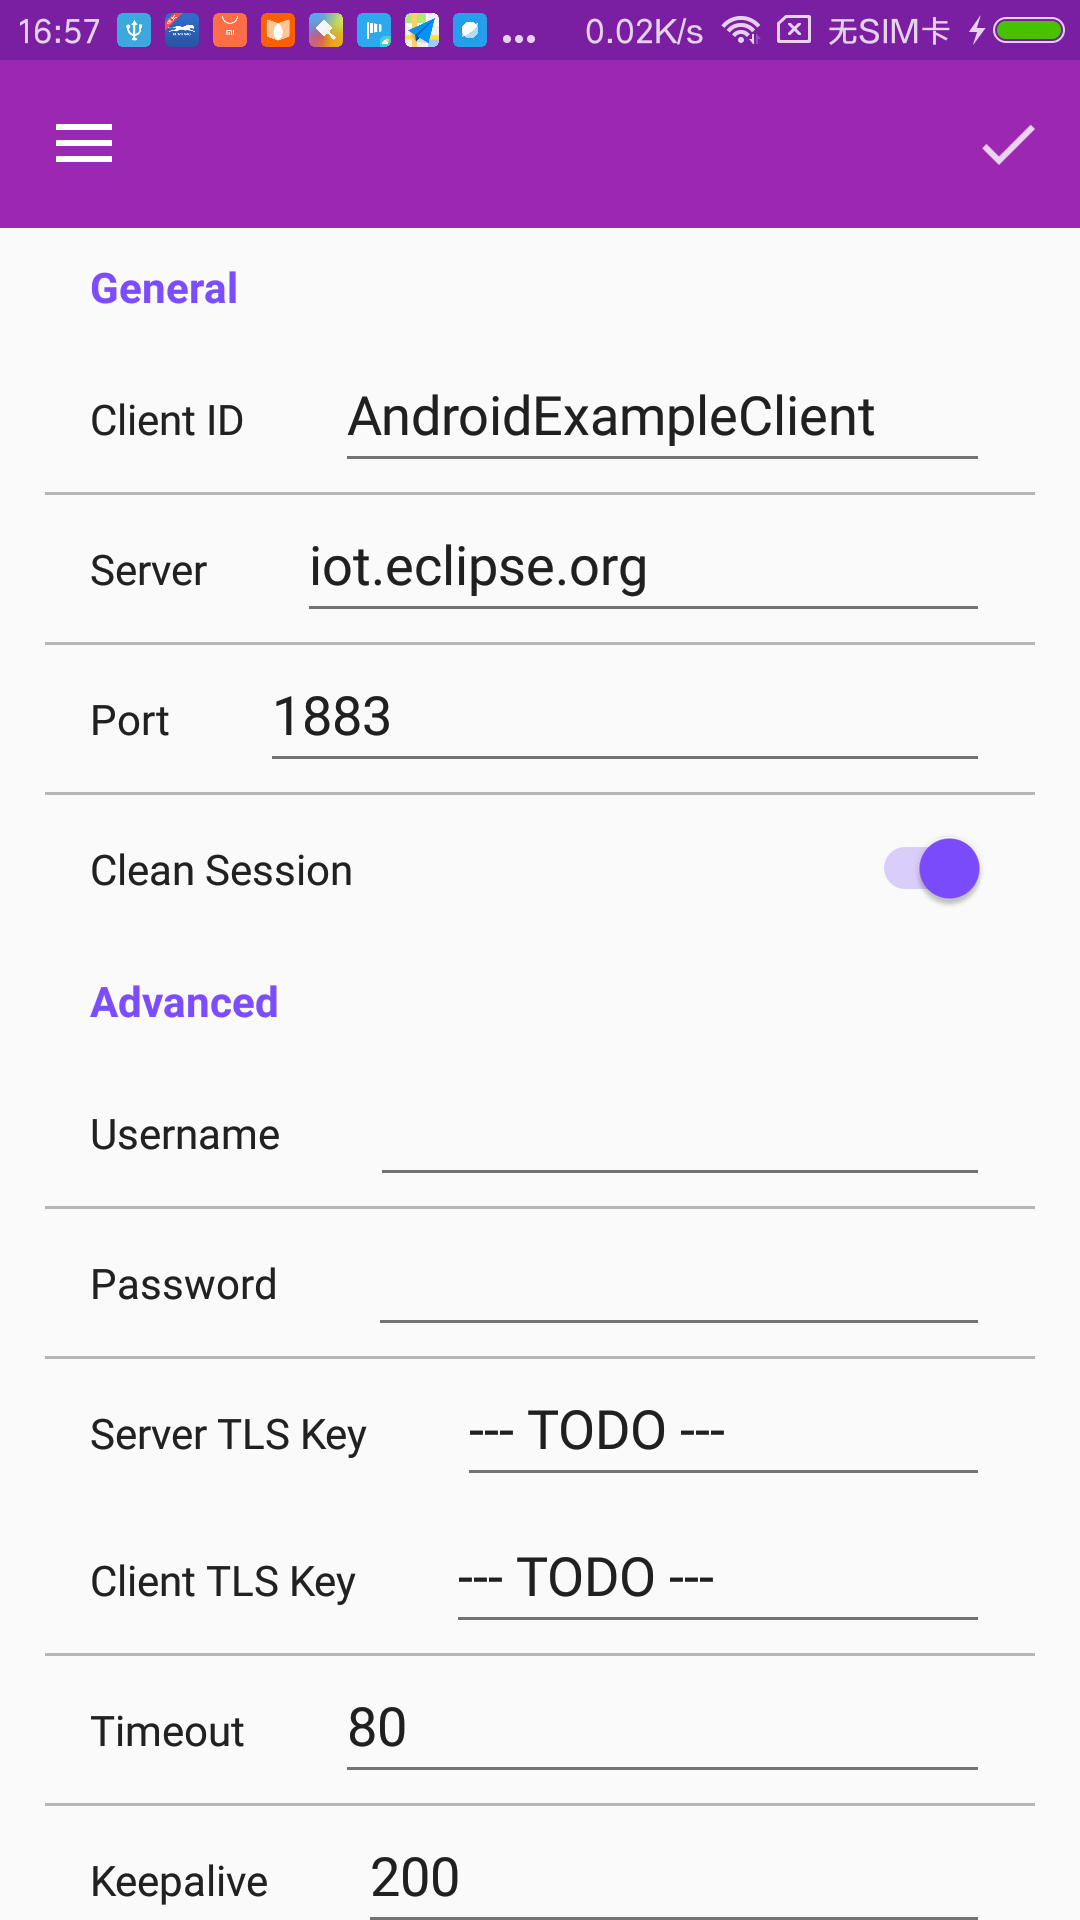 16:57 0.02K/s 无SIM卡
General
Client ID AndroidExampleClient
Server iot.eclipse.org
Port 1883
Clean Session
Advanced
Username
Password
Server TLS Key --- TODO ---
Client TLS Key --- TODO ---
Timeout 80
Keepalive 200